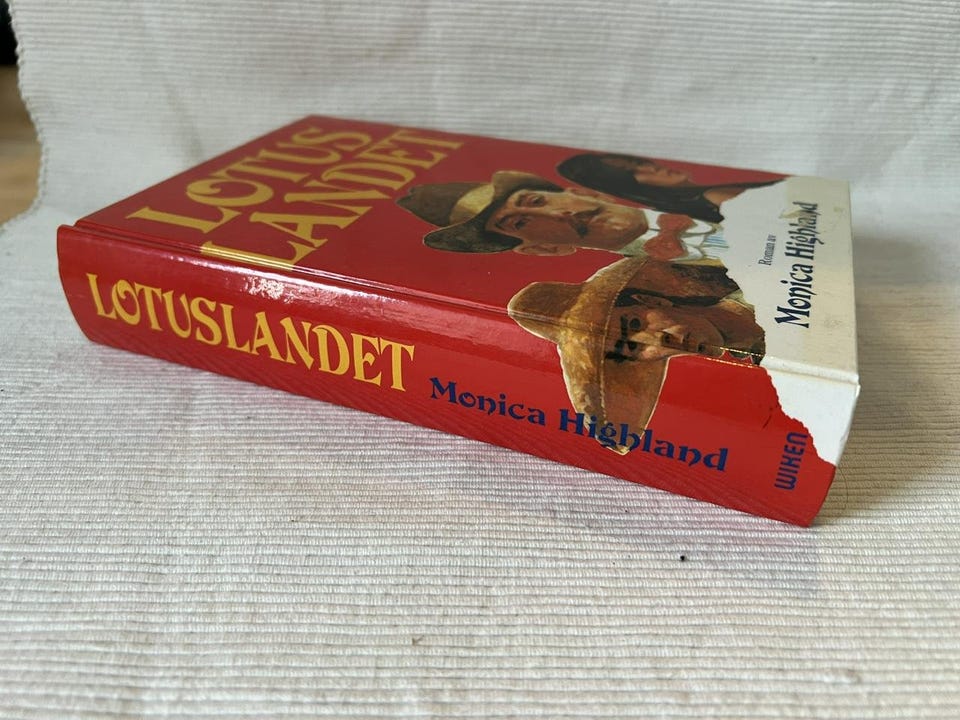 LOTUS
LANDET
Roman av
Monica Highland
LOTUSLANDET
Monica Highland
WIKEN